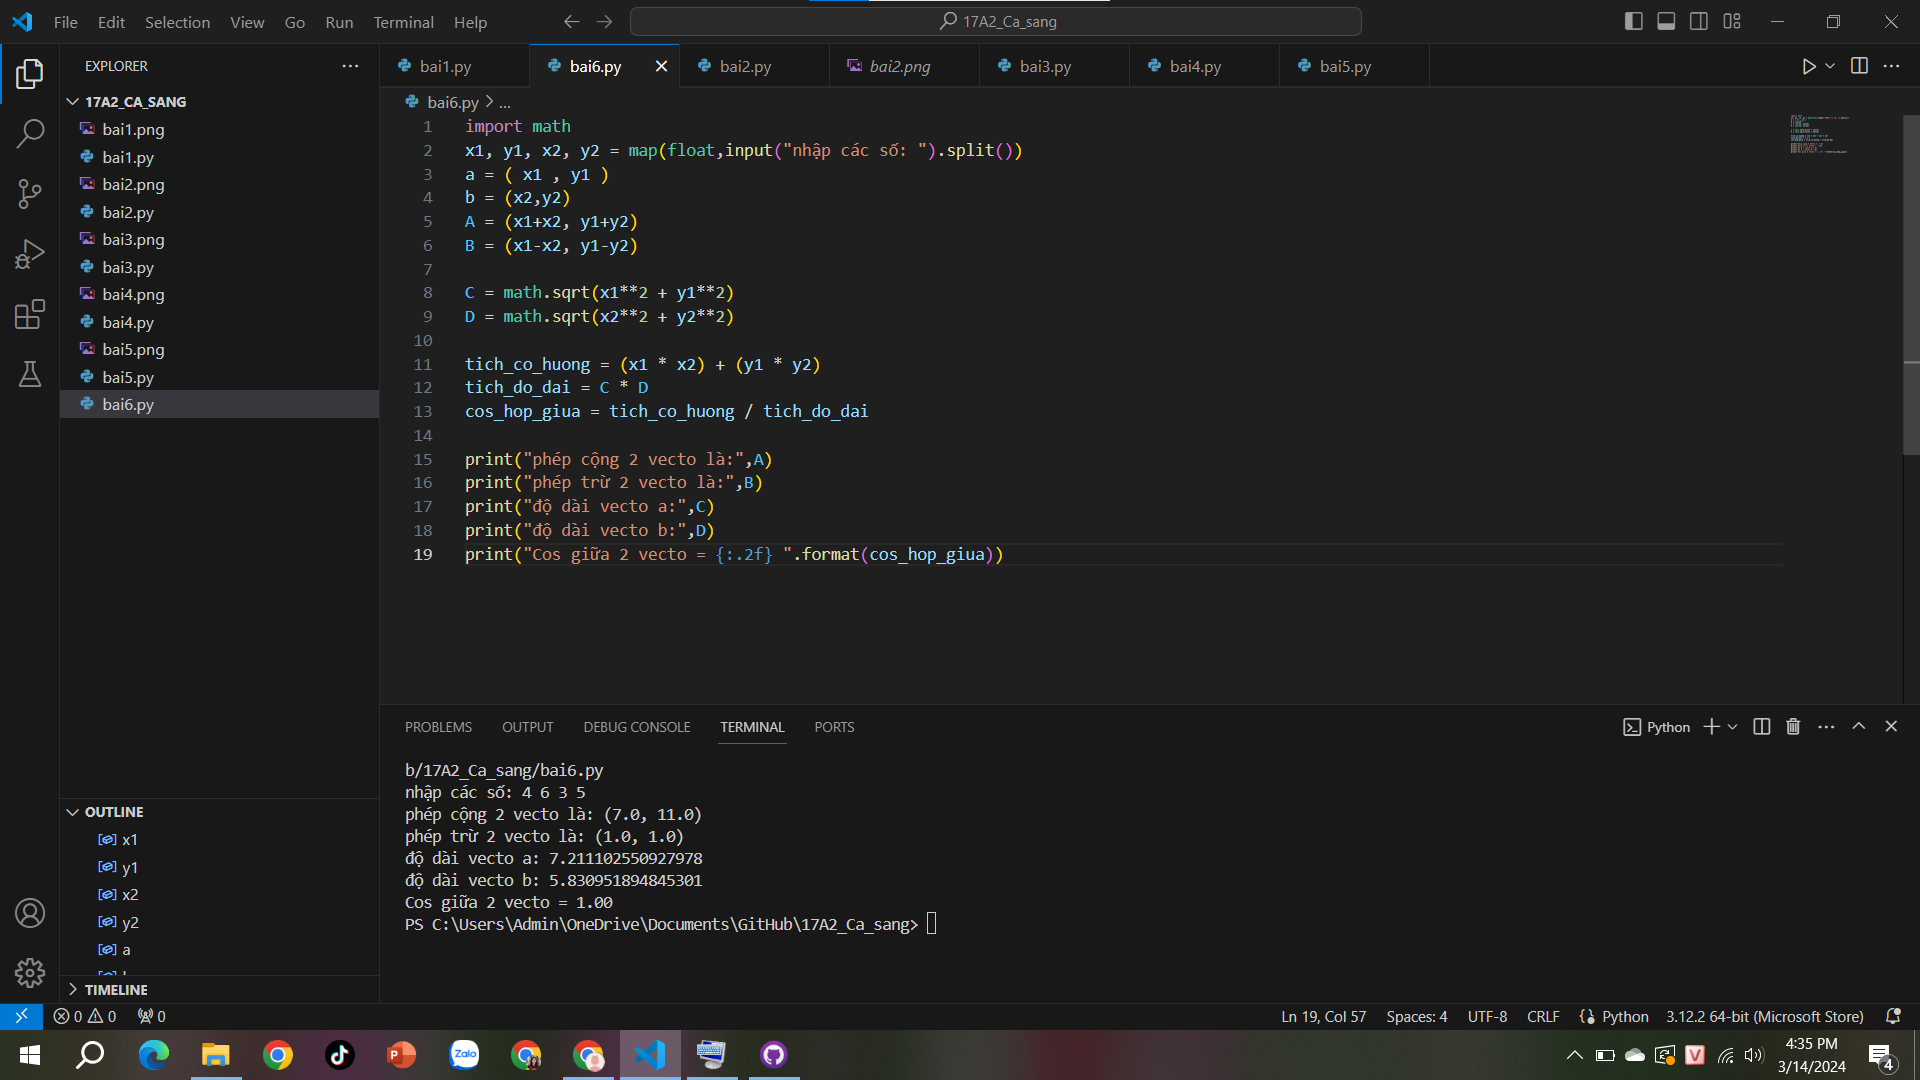 File Edit Selection View Go Run Terminal Help
17A2_Ca_sang
EXPLORER
17A2_CA_SANG
bai1.png
bai1.py
bai2.png
bai2.py
bai3.png
bai3.py
bai4.png
bai4.py
bai5.png
bai5.py
bai6.py
OUTLINE
x1
y1
x2
y2
a
TIMELINE
bai1.py bai6.py bai2.py bai2.png bai3.py bai4.py bai5.py
bai6.py > ...
1 import math
2 x1, y1, x2, y2 = map(float,input("nhập các số: ").split())
3 a = ( x1 , y1 )
4 b = (x2,y2)
5 A = (x1+x2, y1+y2)
6 B = (x1-x2, y1-y2)
7
8 C = math.sqrt(x1**2 + y1**2)
9 D = math.sqrt(x2**2 + y2**2)
10
11 tich_co_huong = (x1 * x2) + (y1 * y2)
12 tich_do_dai = C * D
13 cos_hop_giua = tich_co_huong / tich_do_dai
14
15 print("phép cộng 2 vecto là:",A)
16 print("phép trừ 2 vecto là:",B)
17 print("độ dài vecto a:",C)
18 print("độ dài vecto b:",D)
19 print("Cos giữa 2 vecto = {:.2f} ".format(cos_hop_giua))
PROBLEMS OUTPUT DEBUG CONSOLE TERMINAL PORTS
Python
b/17A2_Ca_sang/bai6.py
nhập các số: 4 6 3 5
phép cộng 2 vecto là: (7.0, 11.0)
phép trừ 2 vecto là: (1.0, 1.0)
độ dài vecto a: 7.211102550927978
độ dài vecto b: 5.830951894845301
Cos giữa 2 vecto = 1.00
PS C:\Users\Admin\OneDrive\Documents\GitHub\17A2_Ca_sang>
0 0 0
Ln 19, Col 57 Spaces: 4 UTF-8 CRLF Python 3.12.2 64-bit (Microsoft Store)
Zalo
4:35 PM
3/14/2024
4